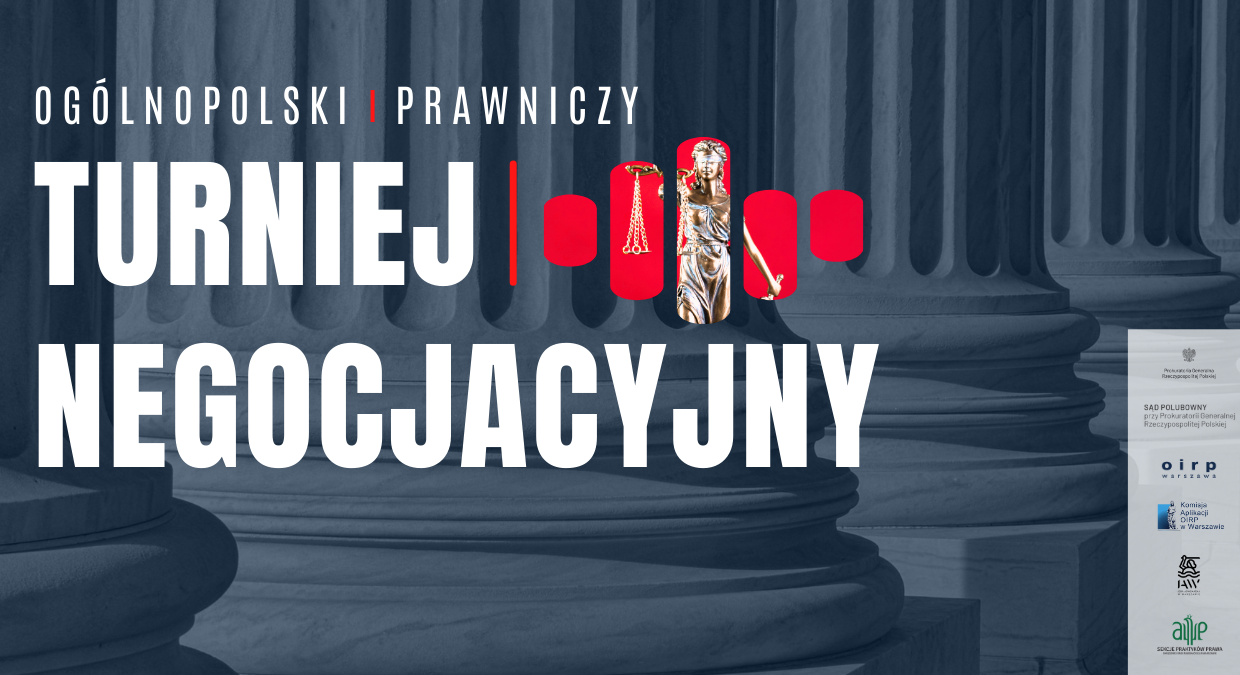 OGÓLNOPOLSKI | PRAWNICZY
TURNIEJ |
NEGOCJACYJNY
Prokuratoria Generalna
Rzeczypospolitej Polskiej
SĄD POLUBOWNY
przy Prokuratorii Generalnej
Rzeczypospolitej Polskiej
oirp
warszawa
Komisja
Aplikacji
OIRP
w Warszawie
SEKCJE PRAKTYKÓW PRAWA